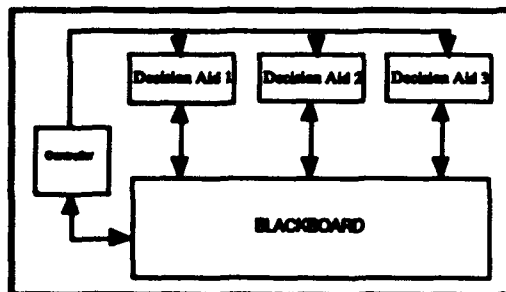 Decision Aid 1
Decision Aid 2
Decision Aid 3
Controller
BLACKBOARD